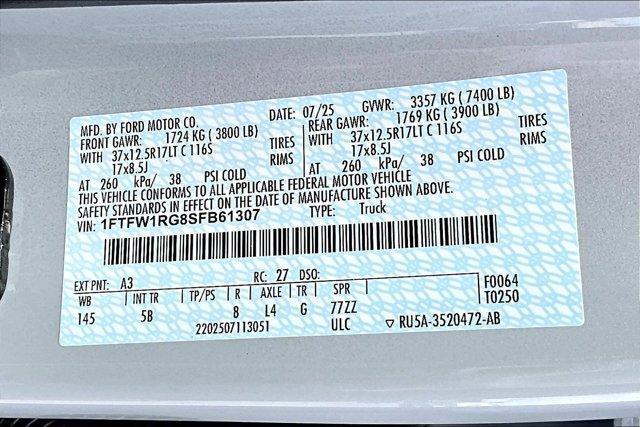 MFD. BY FORD MOTOR CO. DATE: 07/25 GVWR: 3357 KG ( 7400 LB)
FRONT GAWR: 1724 KG ( 3800 LB) REAR GAWR: 1769 KG ( 3900 LB)
WITH 37x12.5R17LT C 116S TIRES WITH 37x12.5R17LT C 116S TIRES
17x8.5J RIMS 17x8.5J RIMS
AT 260 kPa/ 38 PSI COLD AT 260 kPa/ 38 PSI COLD
THIS VEHICLE CONFORMS TO ALL APPLICABLE FEDERAL MOTOR VEHICLE
SAFETY STANDARDS IN EFFECT ON THE DATE OF MANUFACTURE SHOWN ABOVE.
VIN: 1FTFW1RG8SFB61307 TYPE: Truck
EXT PNT: A3 RC: 27 DSO:
WB INT TR TP/PS R AXLE TR SPR F0064
145 5B 8 L4 G 77ZZ T0250
2202507113051 ULC ▽ RU5A-3520472-AB